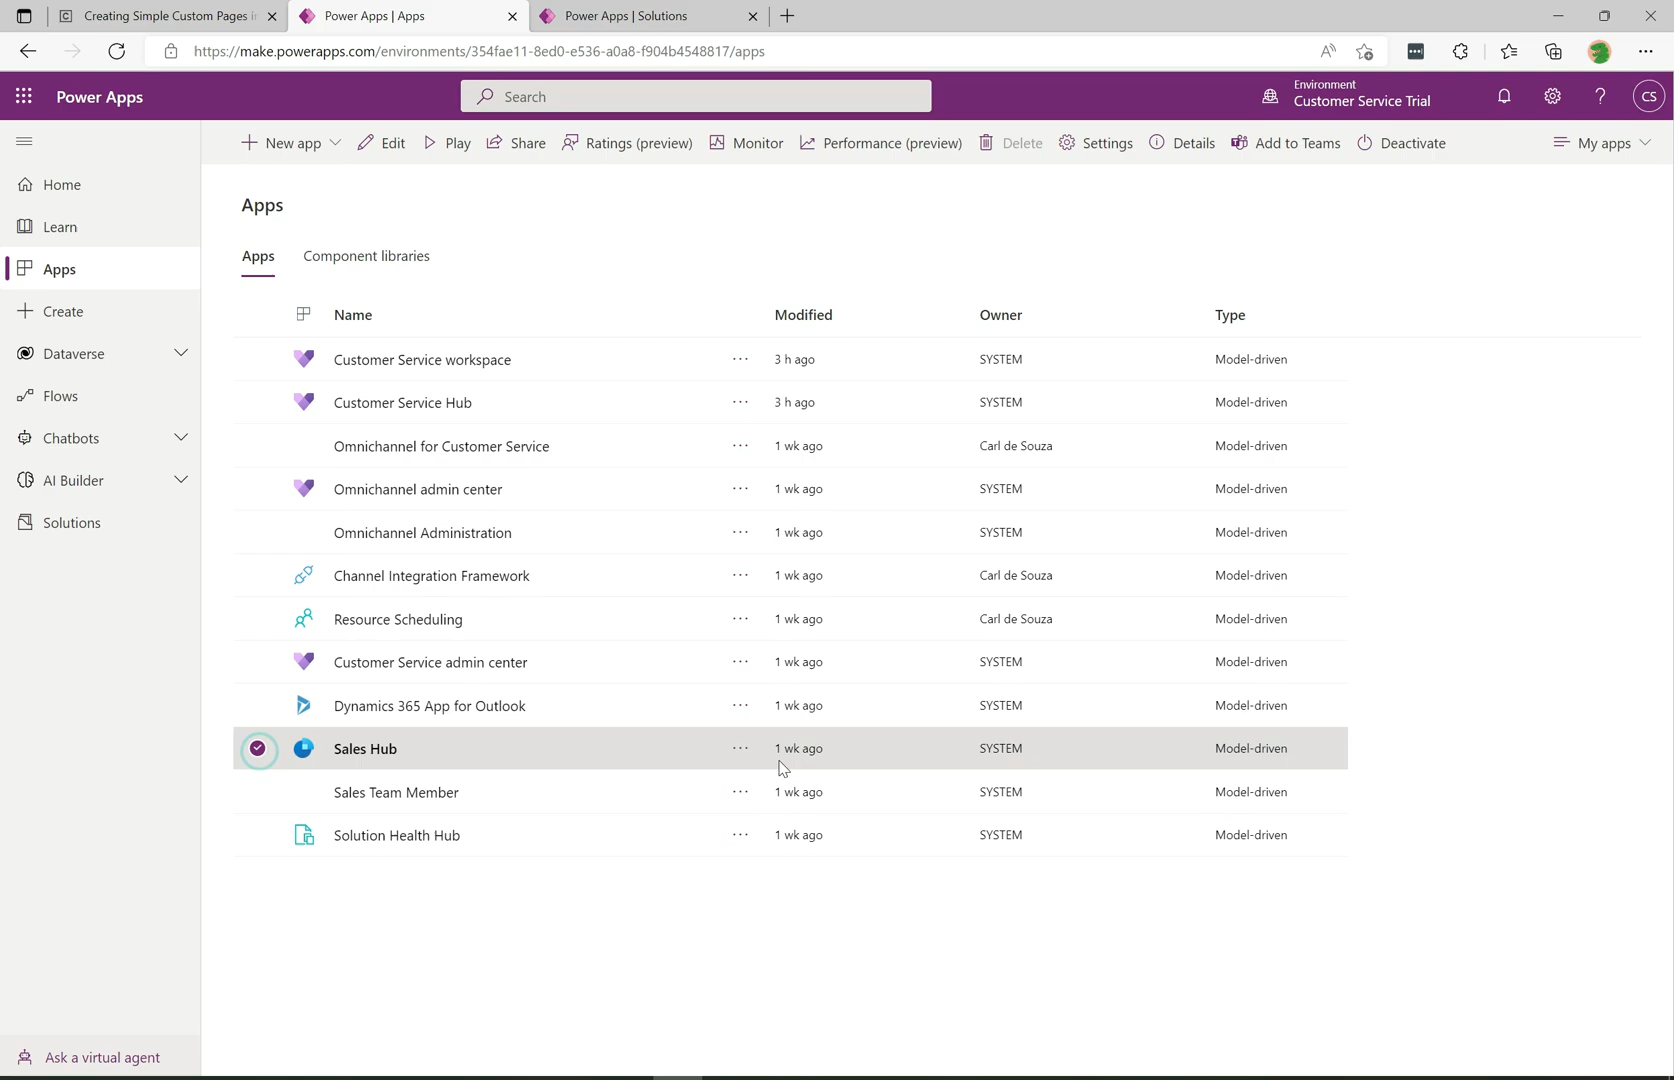 Creating Simple Custom Pages i
Power Apps | Apps
Power Apps | Solutions
https://make.powerapps.com/environments/354fae11-8ed0-e536-a0a8-f904b4548817/apps
Power Apps
Search
Environment
Customer Service Trial
CS
New app
Edit
Play
Share
Ratings (preview)
Monitor
Performance (preview)
Delete
Settings
Details
Add to Teams
Deactivate
My apps
Home
Learn
Apps
Create
Dataverse
Flows
Chatbots
AI Builder
Solutions
Ask a virtual agent
Apps
Apps Component libraries
Name Modified Owner Type
Customer Service workspace ··· 3 h ago SYSTEM Model-driven
Customer Service Hub ··· 3 h ago SYSTEM Model-driven
Omnichannel for Customer Service ··· 1 wk ago Carl de Souza Model-driven
Omnichannel admin center ··· 1 wk ago SYSTEM Model-driven
Omnichannel Administration ··· 1 wk ago SYSTEM Model-driven
Channel Integration Framework ··· 1 wk ago Carl de Souza Model-driven
Resource Scheduling ··· 1 wk ago Carl de Souza Model-driven
Customer Service admin center ··· 1 wk ago SYSTEM Model-driven
Dynamics 365 App for Outlook ··· 1 wk ago SYSTEM Model-driven
Sales Hub ··· 1 wk ago SYSTEM Model-driven
Sales Team Member ··· 1 wk ago SYSTEM Model-driven
Solution Health Hub ··· 1 wk ago SYSTEM Model-driven